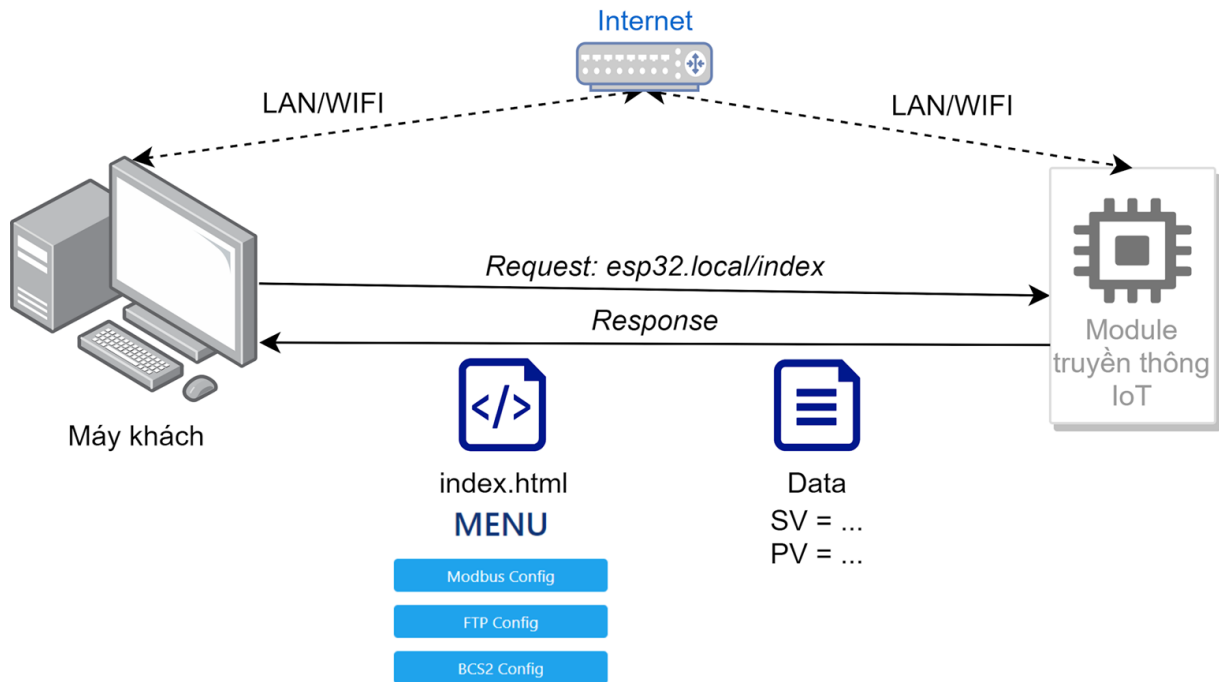 Internet
LAN/WIFI
LAN/WIFI
Request: esp32.local/index
Response
Module
truyền thông
IoT
Máy khách
index.html
MENU
Modbus Config
FTP Config
BCS2 Config
Data
SV = ...
PV = ...